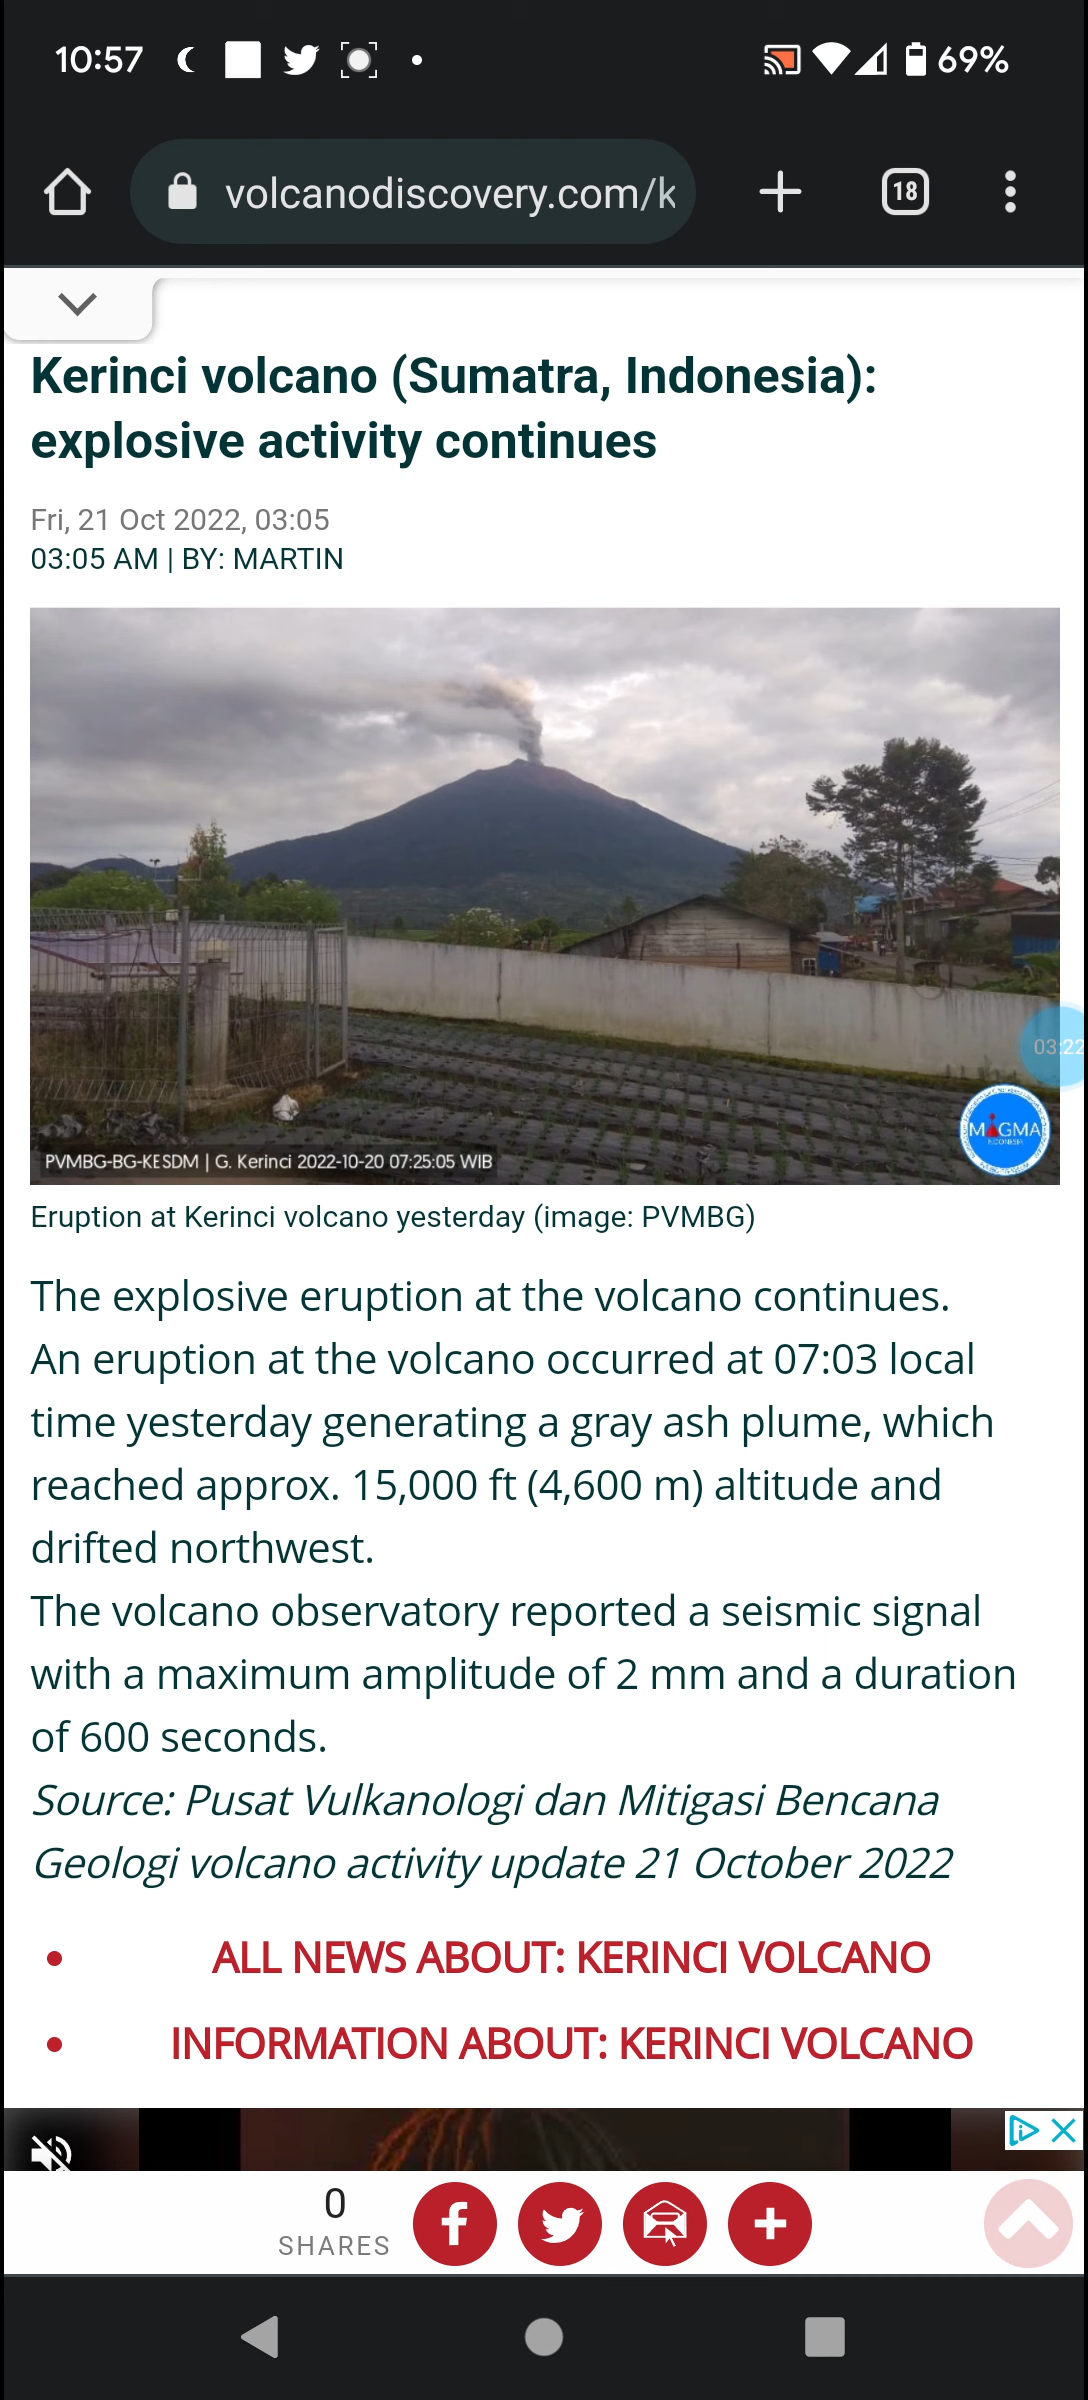 10:57
69%
volcanodiscovery.com/k
18
Kerinci volcano (Sumatra, Indonesia):
explosive activity continues
Fri, 21 Oct 2022, 03:05
03:05 AM | BY: MARTIN
03:22
MAGMA
INDONESIA
PVMBG-BG-KESDM | G. Kerinci 2022-10-20 07:25:05 WIB
Eruption at Kerinci volcano yesterday (image: PVMBG)
The explosive eruption at the volcano continues.
An eruption at the volcano occurred at 07:03 local
time yesterday generating a gray ash plume, which
reached approx. 15,000 ft (4,600 m) altitude and
drifted northwest.
The volcano observatory reported a seismic signal
with a maximum amplitude of 2 mm and a duration
of 600 seconds.
Source: Pusat Vulkanologi dan Mitigasi Bencana
Geologi volcano activity update 21 October 2022
• ALL NEWS ABOUT: KERINCI VOLCANO
• INFORMATION ABOUT: KERINCI VOLCANO
0
SHARES